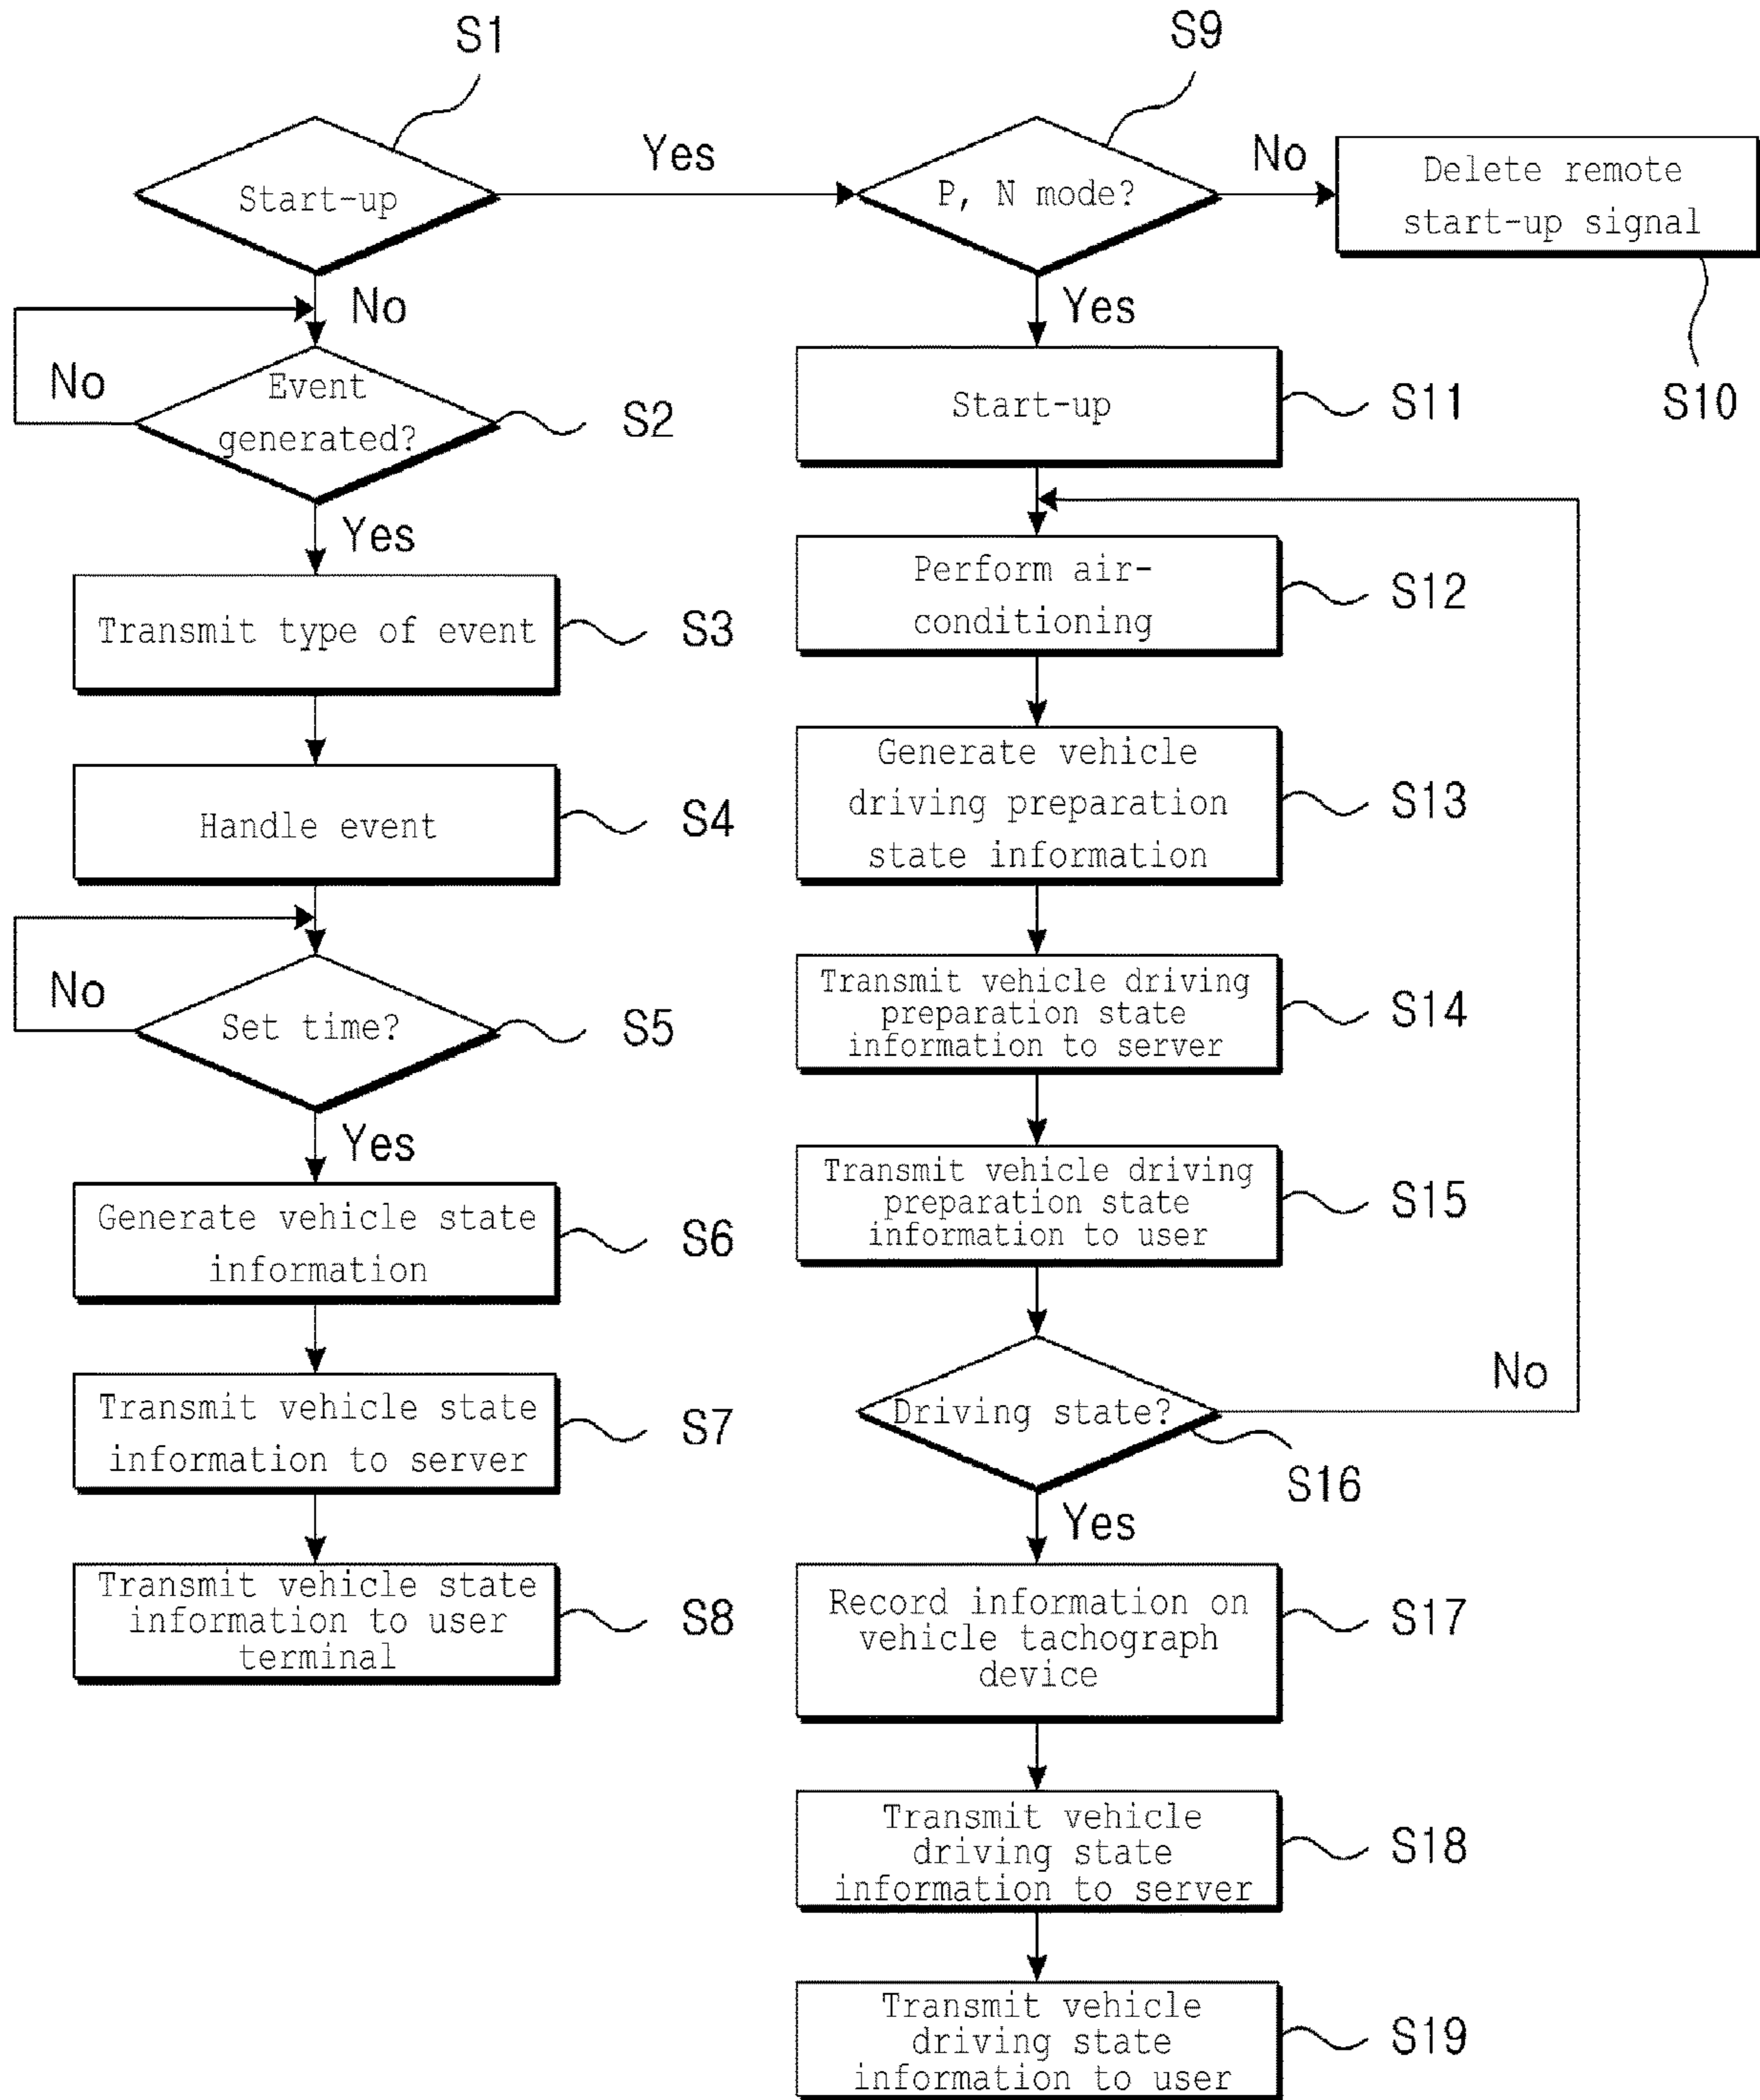 S1
Start-up
Yes
No
S9
P, N mode?
No
Yes
Delete remote
start-up signal
S10
Event
generated?
No
S2
Yes
Transmit type of event
S3
Handle event
S4
Set time?
No
S5
Yes
Generate vehicle state
information
S6
Transmit vehicle state
information to server
S7
Transmit vehicle state
information to user
terminal
S8
Start-up
S11
Perform air-
conditioning
S12
Generate vehicle
driving preparation
state information
S13
Transmit vehicle driving
preparation state
information to server
S14
Transmit vehicle driving
preparation state
information to user
S15
Driving state?
No
S16
Yes
Record information on
vehicle tachograph
device
S17
Transmit vehicle
driving state
information to server
S18
Transmit vehicle
driving state
information to user
S19